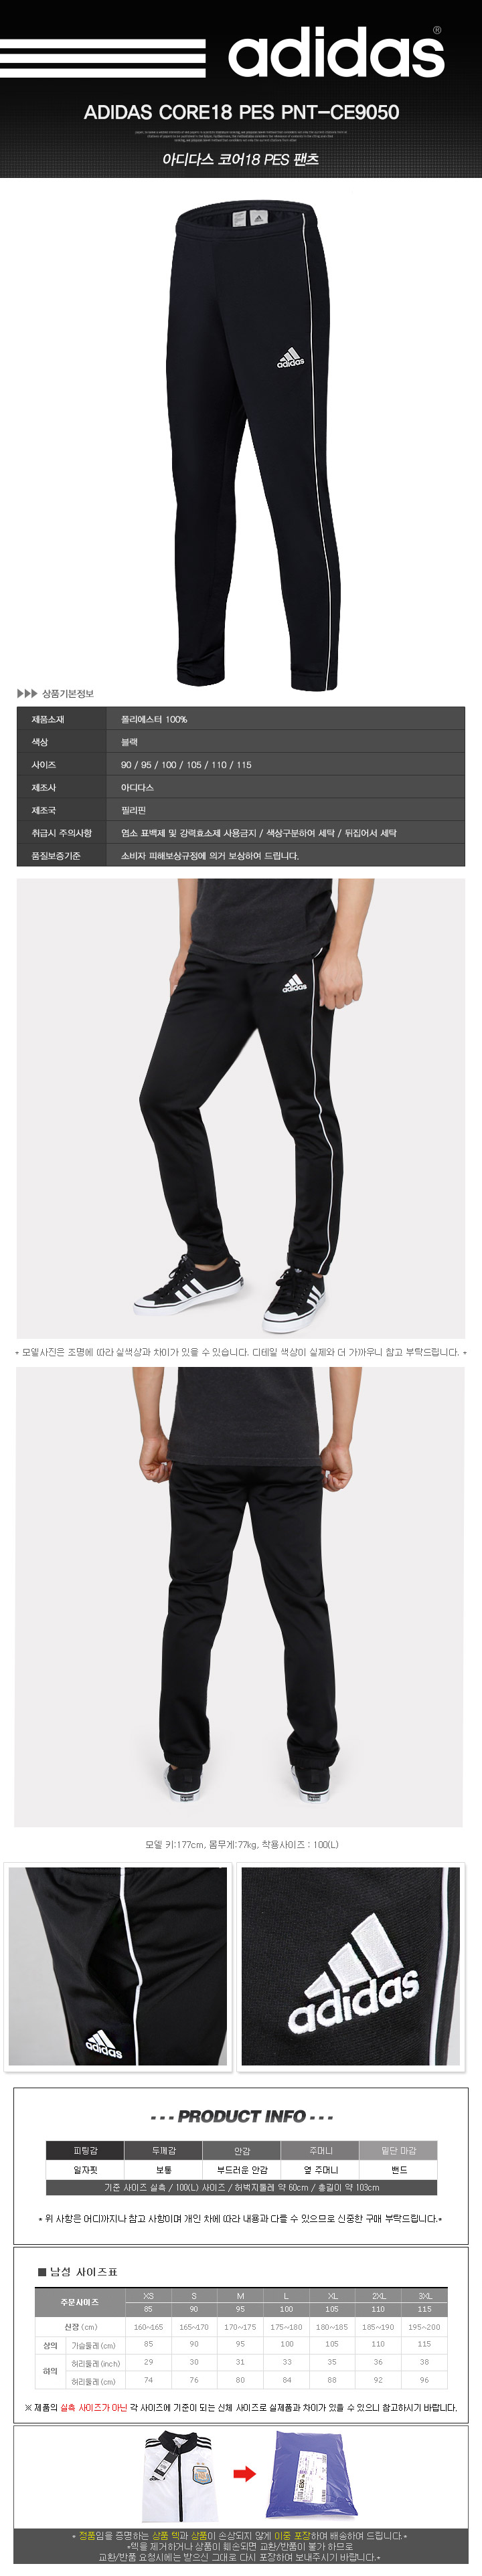 adidas®
ADIDAS CORE18 PES PNT-CE9050
아디다스 코어18 PES 팬츠
adidas
▶▶▶ 상품기본정보
제품소재 폴리에스터 100%
색상 블랙
사이즈 90 / 95 / 100 / 105 / 110 / 115
제조사 아디다스
제조국 필리핀
취급시 주의사항 염소 표백제 및 강력효소제 사용금지 / 색상구분하여 세탁 / 뒤집어서 세탁
품질보증기준 소비자 피해보상규정에 의거 보상하여 드립니다.
adidas
* 모델사진은 조명에 따라 실색상과 차이가 있을 수 있습니다. 디테일 색상이 실제와 더 가까우니 참고 부탁드립니다. *
모델 키:177cm, 몸무게:77kg, 착용사이즈 : 100(L)
adidas
adidas
- - - PRODUCT INFO - - -
피팅감 두께감 안감 주머니 밑단 마감
일자핏 보통 부드러운 안감 옆 주머니 밴드
기준 사이즈 실측 / 100(L) 사이즈 / 허벅지둘레 약 60cm / 총길이 약 103cm
* 위 사항은 어디까지나 참고 사항이며 개인 차에 따라 내용과 다를 수 있으므로 신중한 구매 부탁드립니다.*
■ 남성 사이즈표
주문사이즈 XS S M L XL 2XL 3XL
85 90 95 100 105 110 115
신장 (cm) 160~165 165~170 170~175 175~180 180~185 185~190 195~200
상의 가슴둘레(cm) 85 90 95 100 105 110 115
하의 허리둘레(inch) 29 30 31 33 35 36 38
허리둘레(cm) 74 76 80 84 88 92 96
※ 제품의 실측 사이즈가 아닌 각 사이즈에 기준이 되는 신체 사이즈로 실제품과 차이가 있을 수 있으니 참고하시기 바랍니다.
* 정품임을 증명하는 상품 택과 상품이 손상되지 않게 이중 포장하여 배송하여 드립니다.*
*택을 제거하거나 상품이 훼손되면 교환/반품이 불가 하므로
교환/반품 요청시에는 받으신 그대로 다시 포장하여 보내주시기 바랍니다.*